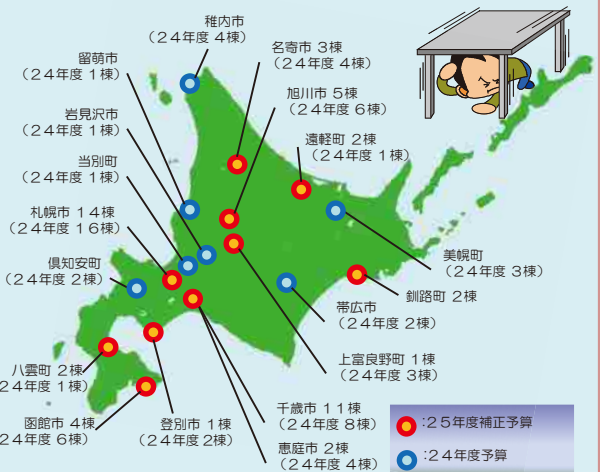 稚内市
（２４年度 ４棟）
留萌市
（２４年度 １棟）
名寄市 ３棟
（２４年度 ４棟）
旭川市 ５棟
（２４年度 ６棟）
岩見沢市
（２４年度 １棟）
遠軽町 ２棟
（２４年度 １棟）
当別町
（２４年度 １棟）
札幌市 １４棟
（２４年度 １６棟）
倶知安町
（２４年度 ２棟）
美幌町
（２４年度 ３棟）
釧路町 ２棟
帯広市
（２４年度 ２棟）
上富良野町 １棟
（２４年度 ３棟）
八雲町 ２棟
２４年度 １棟）
函館市 ４棟
２４年度 ６棟）
登別市 １棟
（２４年度 ２棟）
千歳市 １１棟
（２４年度 ８棟）
恵庭市 ２棟
（２４年度 ４棟）
:２５年度補正予算
:２４年度予算